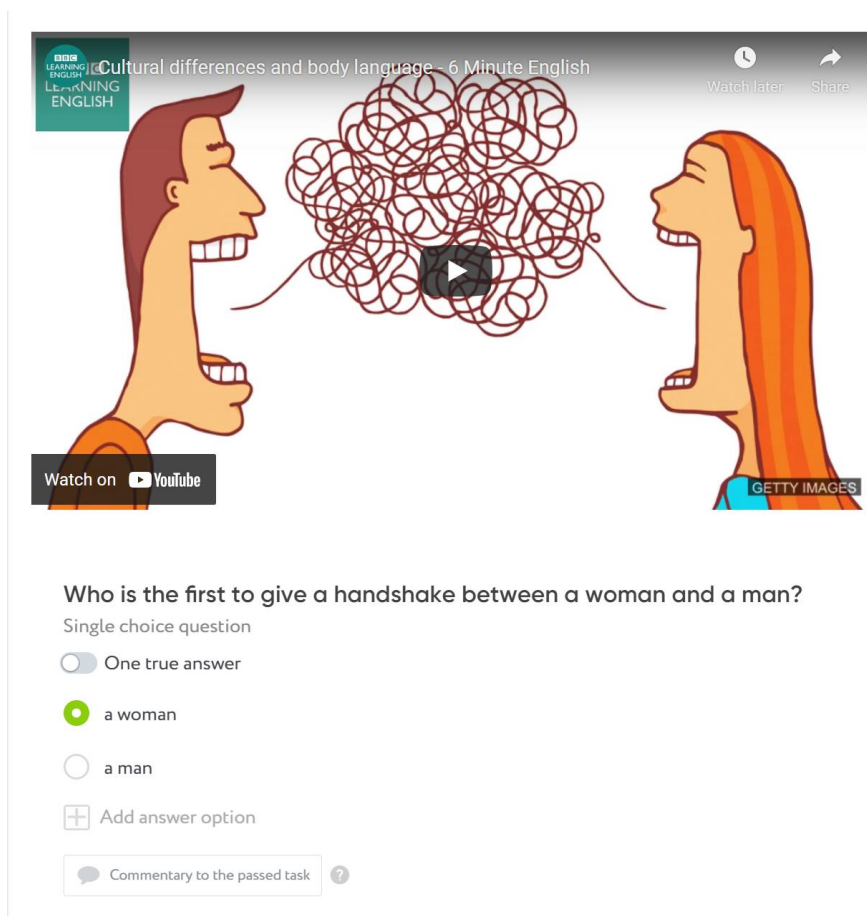 BBC
LEARNING
ENGLISH
LEARNING
ENGLISH
Cultural differences and body language - 6 Minute English
Watch later
Share
Watch on YouTube
GETTY IMAGES
Who is the first to give a handshake between a woman and a man?
Single choice question
One true answer
a woman
a man
Add answer option
Commentary to the passed task ?